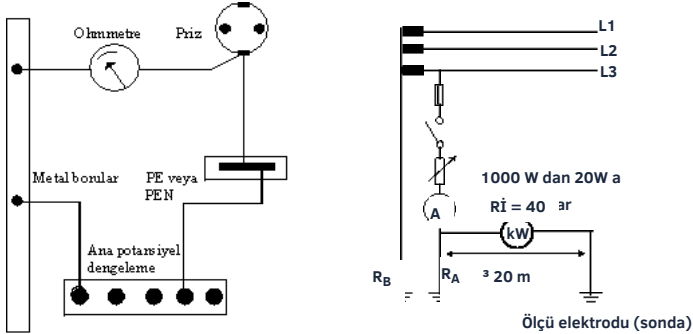 Ohmmetre
Priz
Metal borular
PE veya
PEN
Ana potansiyel
dengeleme
L1
L2
L3
1000 W dan 20W a
Rİ = 40 ar
A
kW
RB
RA
³ 20 m
Ölçü elektrodu (sonda)